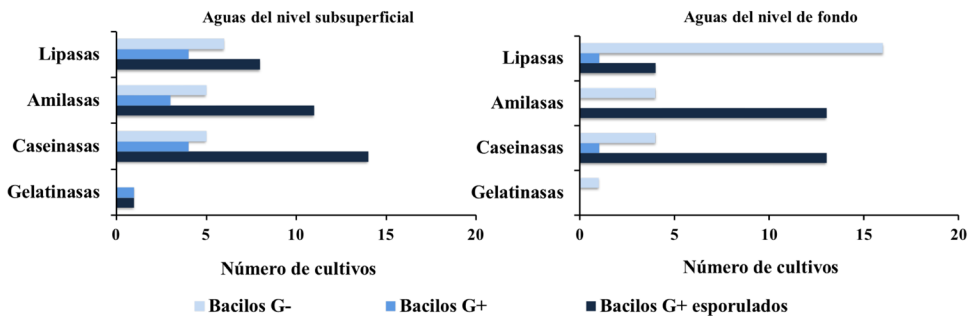 Aguas del nivel subsuperficial
Lipasas
Amilasas
Caseinasas
Gelatinasas
0 5 10 15 20
Número de cultivos
Aguas del nivel de fondo
Lipasas
Amilasas
Caseinasas
Gelatinasas
0 5 10 15 20
Número de cultivos
Bacilos G- Bacilos G+ Bacilos G+ esporulados